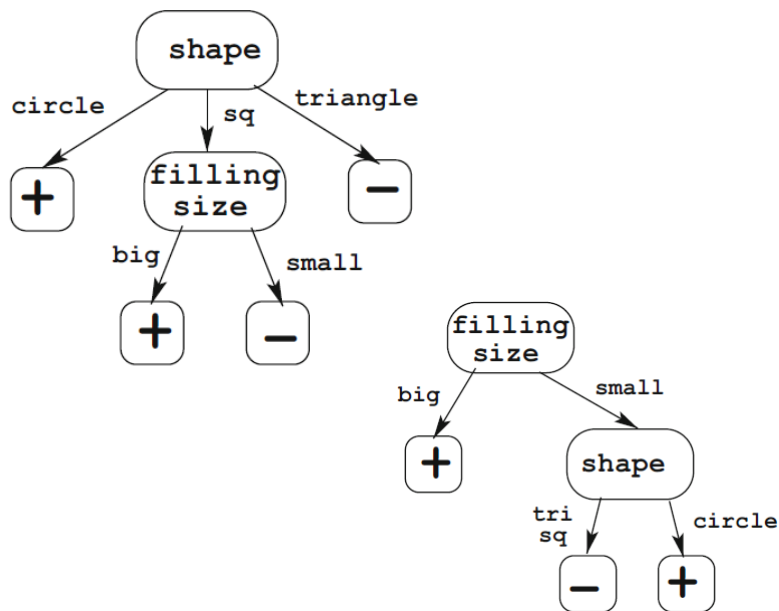 shape
circle
sq
triangle
+
filling
size
−
big
small
+
−
filling
size
big
small
+
shape
tri
sq
circle
−
+